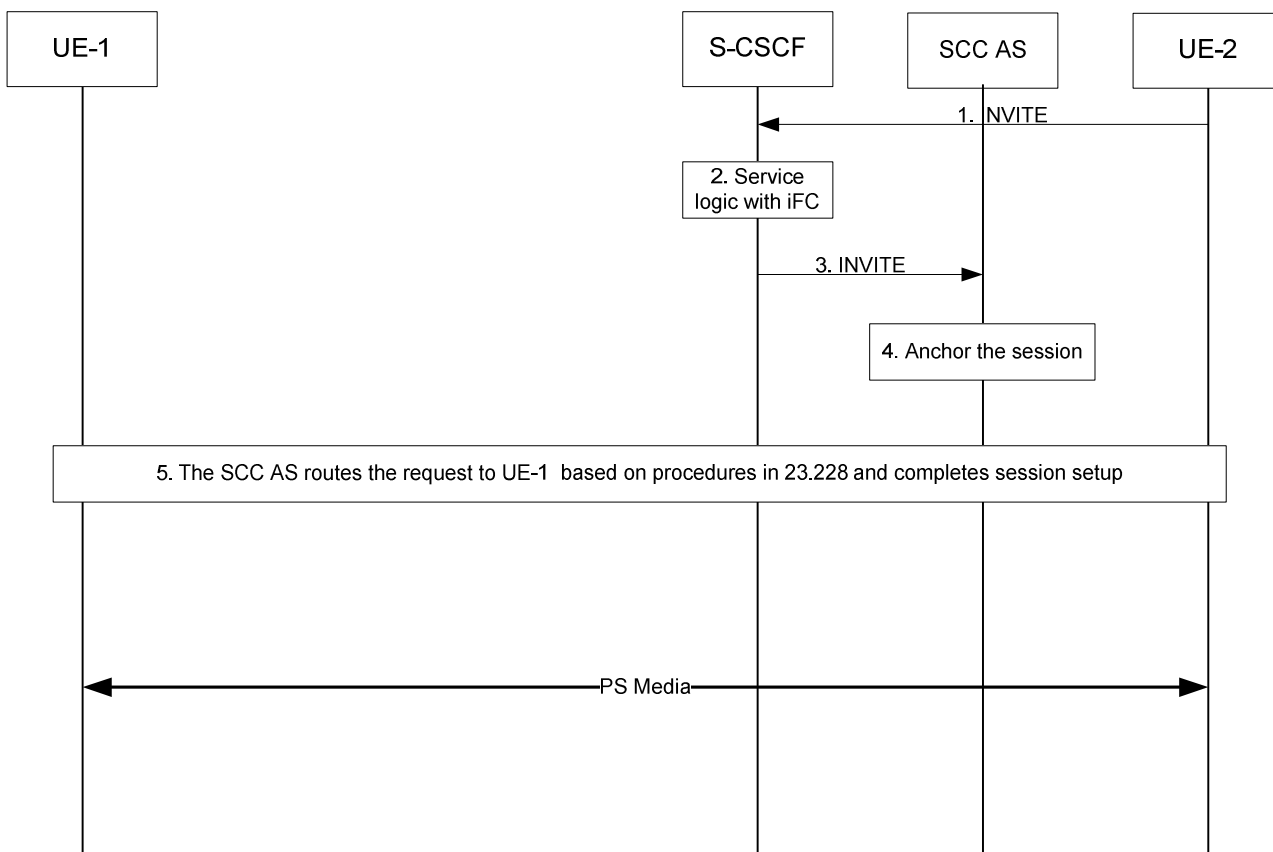 UE-1
S-CSCF
SCC AS
UE-2
1. NVITE
2. Service
logic with iFC
3. INVITE
4. Anchor the session
5. The SCC AS routes the request to UE-1 based on procedures in 23.228 and completes session setup
PS Media